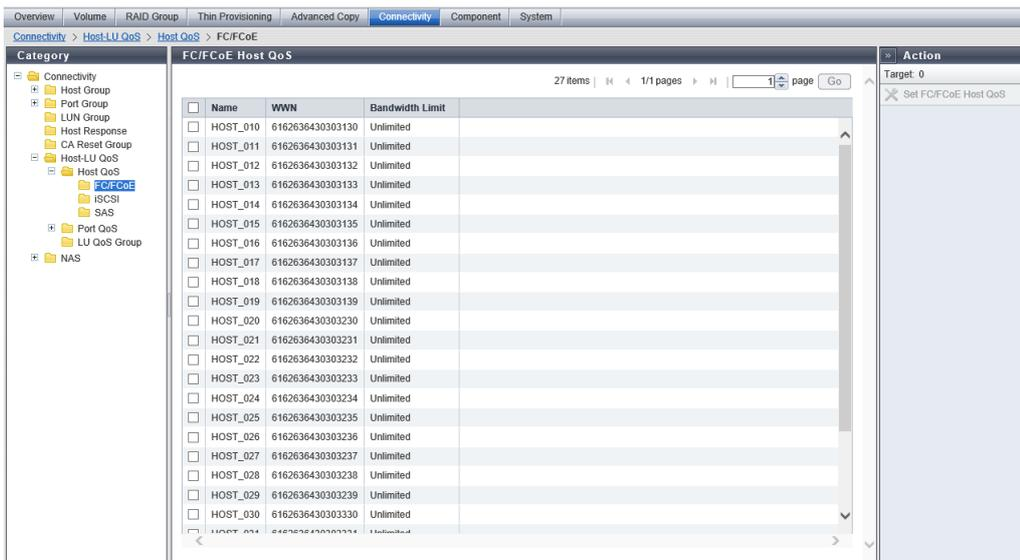 Overview Volume RAID Group Thin Provisioning Advanced Copy Connectivity Component System
Connectivity > Host-LU QoS > Host QoS > FC/FCoE
Category
Connectivity
Host Group
Port Group
LUN Group
Host Response
CA Reset Group
Host-LU QoS
Host QoS
FC/FCoE
iSCSI
SAS
Port QoS
LU QoS Group
NAS
FC/FCoE Host QoS
27 items 1/1 pages 1 page Go
Name WWN Bandwidth Limit
HOST_010 6162636430303130 Unlimited
HOST_011 6162636430303131 Unlimited
HOST_012 6162636430303132 Unlimited
HOST_013 6162636430303133 Unlimited
HOST_014 6162636430303134 Unlimited
HOST_015 6162636430303135 Unlimited
HOST_016 6162636430303136 Unlimited
HOST_017 6162636430303137 Unlimited
HOST_018 6162636430303138 Unlimited
HOST_019 6162636430303139 Unlimited
HOST_020 6162636430303230 Unlimited
HOST_021 6162636430303231 Unlimited
HOST_022 6162636430303232 Unlimited
HOST_023 6162636430303233 Unlimited
HOST_024 6162636430303234 Unlimited
HOST_025 6162636430303235 Unlimited
HOST_026 6162636430303236 Unlimited
HOST_027 6162636430303237 Unlimited
HOST_028 6162636430303238 Unlimited
HOST_029 6162636430303239 Unlimited
HOST_030 6162636430303330 Unlimited
» Action
Target: 0
Set FC/FCoE Host QoS